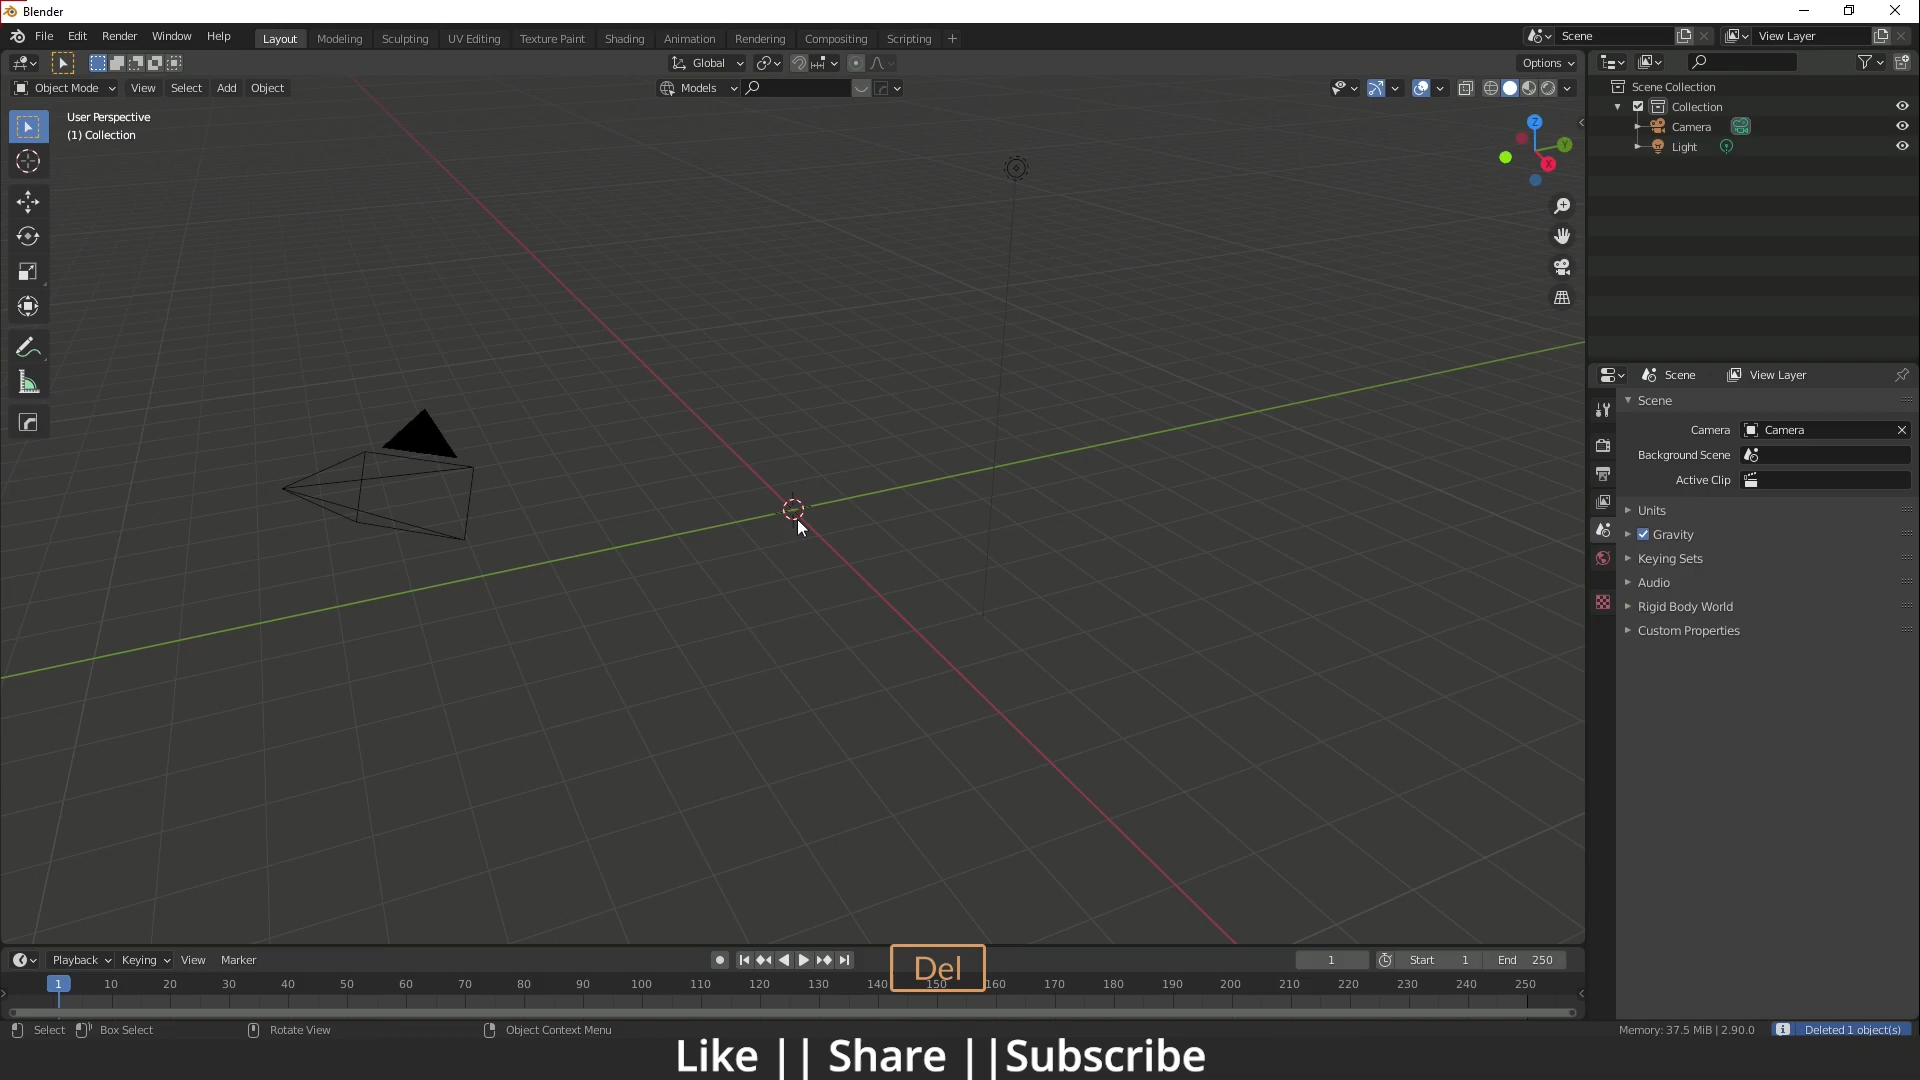 Blender
File Edit Render Window Help Layout Modeling Sculpting UV Editing Texture Paint Shading Animation Rendering Compositing Scripting + Scene View Layer
Global Options
Object Mode View Select Add Object Models
User Perspective
(1) Collection
Z
Y
X
Scene Collection
Collection
Camera
Light
Scene View Layer
Scene
Camera Camera
Background Scene
Active Clip
Units
Gravity
Keying Sets
Audio
Rigid Body World
Custom Properties
Playback Keying View Marker 1 Start 1 End 250
Del
1 10 20 30 40 50 60 70 80 90 100 110 120 130 140 150 160 170 180 190 200 210 220 230 240 250
Select Box Select Rotate View Object Context Menu Memory: 37.5 MiB | 2.90.0 Deleted 1 object(s)
Like || Share ||Subscribe